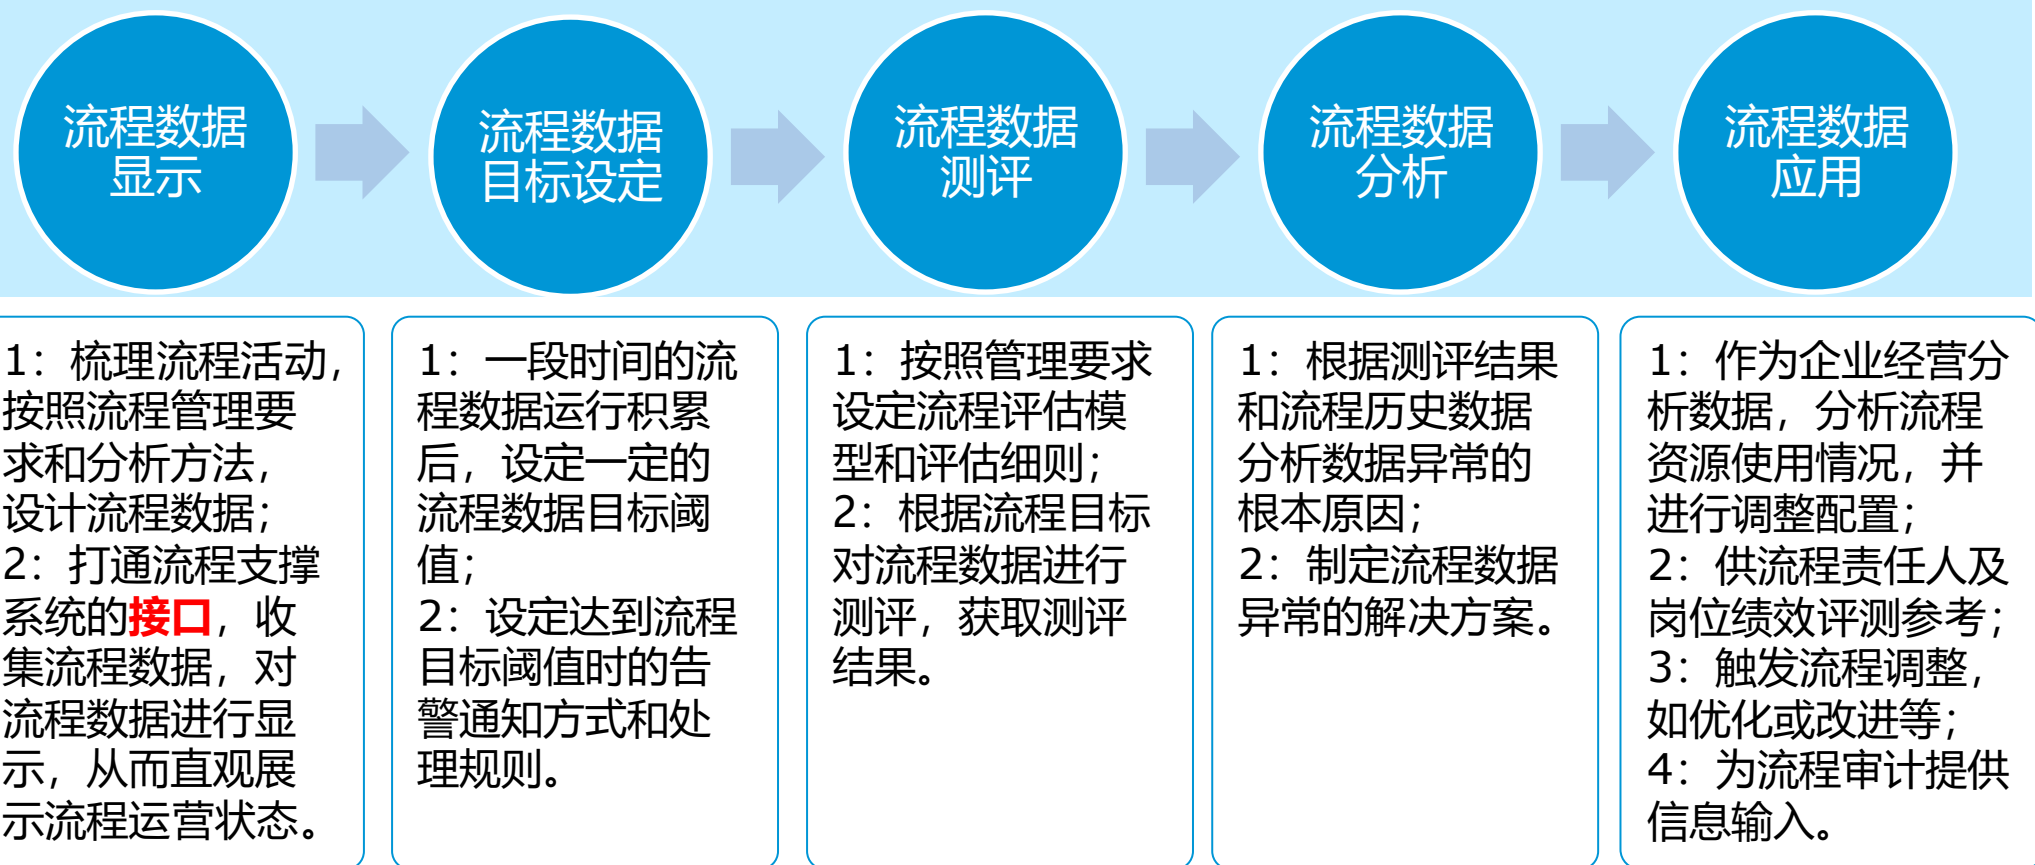 流程数据
显示
流程数据
目标设定
流程数据
测评
流程数据
分析
流程数据
应用
1：梳理流程活动，
按照流程管理要
求和分析方法，
设计流程数据；
2：打通流程支撑
系统的接口，收
集流程数据，对
流程数据进行显
示，从而直观展
示流程运营状态。
1：一段时间的流
程数据运行积累
后，设定一定的
流程数据目标阈
值；
2：设定达到流程
目标阈值时的告
警通知方式和处
理规则。
1：按照管理要求
设定流程评估模
型和评估细则；
2：根据流程目标
对流程数据进行
测评，获取测评
结果。
1：根据测评结果
和流程历史数据
分析数据异常的
根本原因；
2：制定流程数据
异常的解决方案。
1：作为企业经营分
析数据，分析流程
资源使用情况，并
进行调整配置；
2：供流程责任人及
岗位绩效评测参考；
3：触发流程调整，
如优化或改进等；
4：为流程审计提供
信息输入。